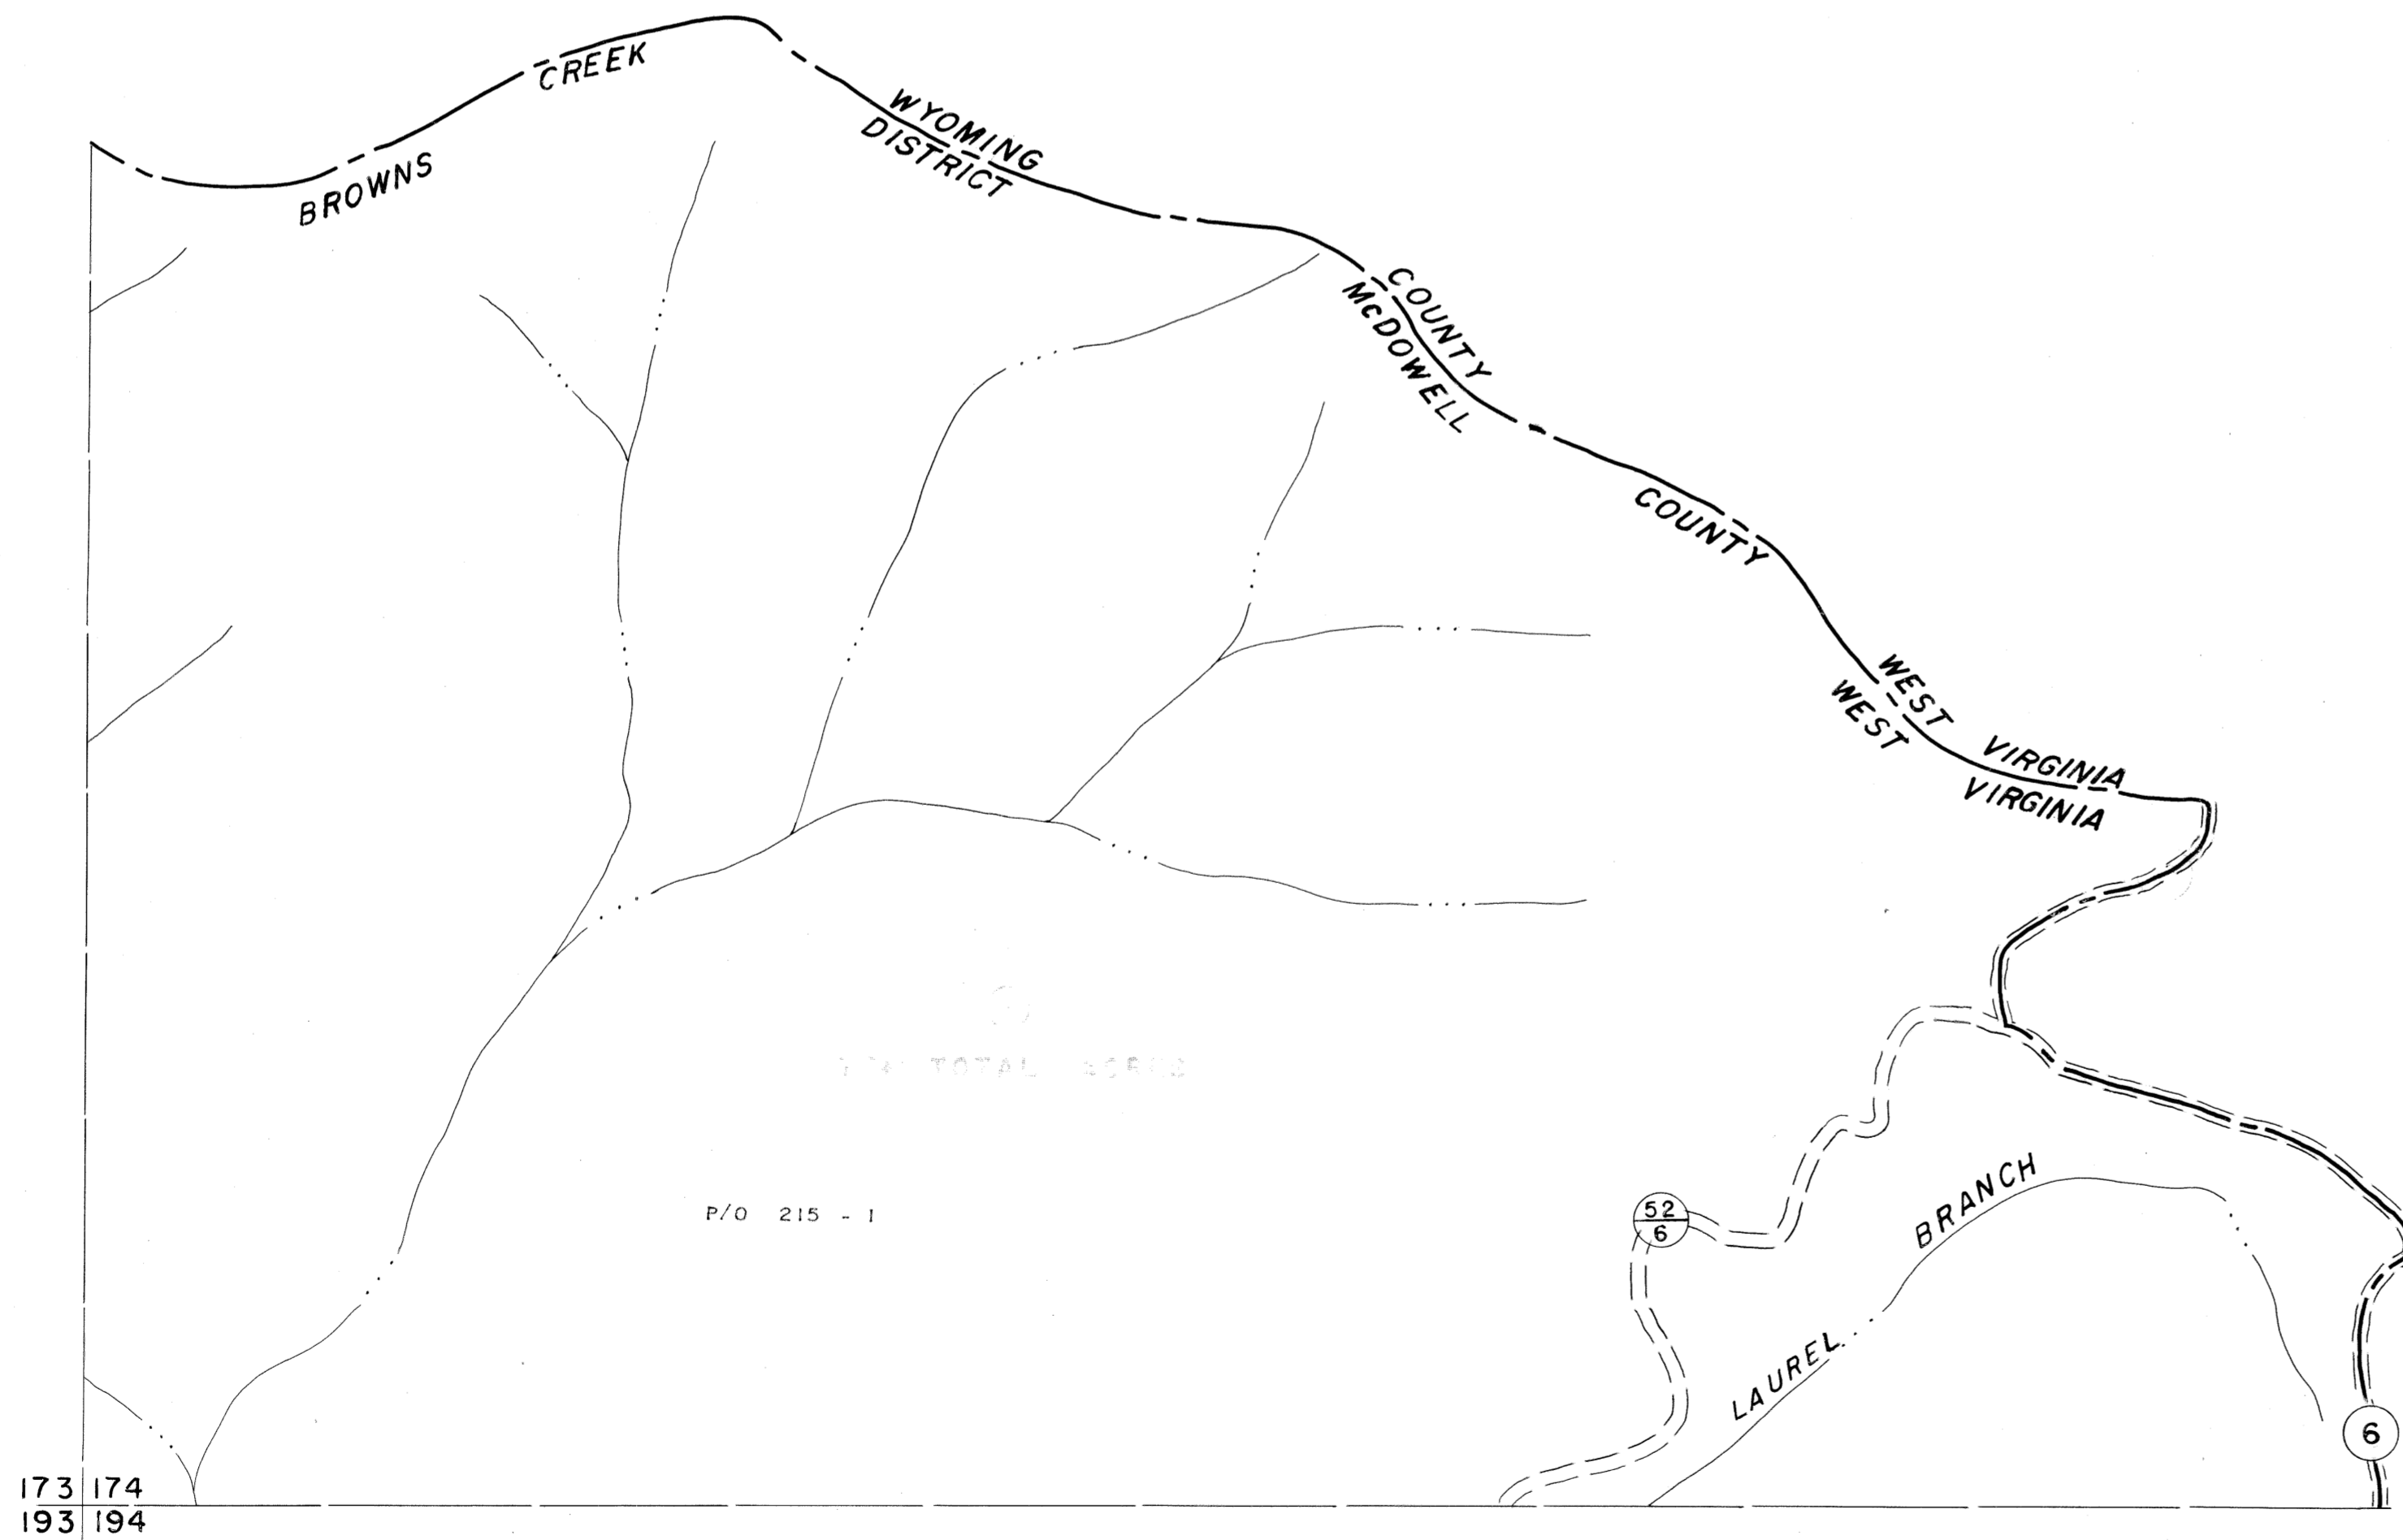 CREEK
BROWNS
WYOMING
DISTRICT
COUNTY
McDOWELL
COUNTY
WEST VIRGINIA
WEST VIRGINIA
TOTAL
P/O 215 - 1
52
6
BRANCH
LAUREL
6
173 174
193 194